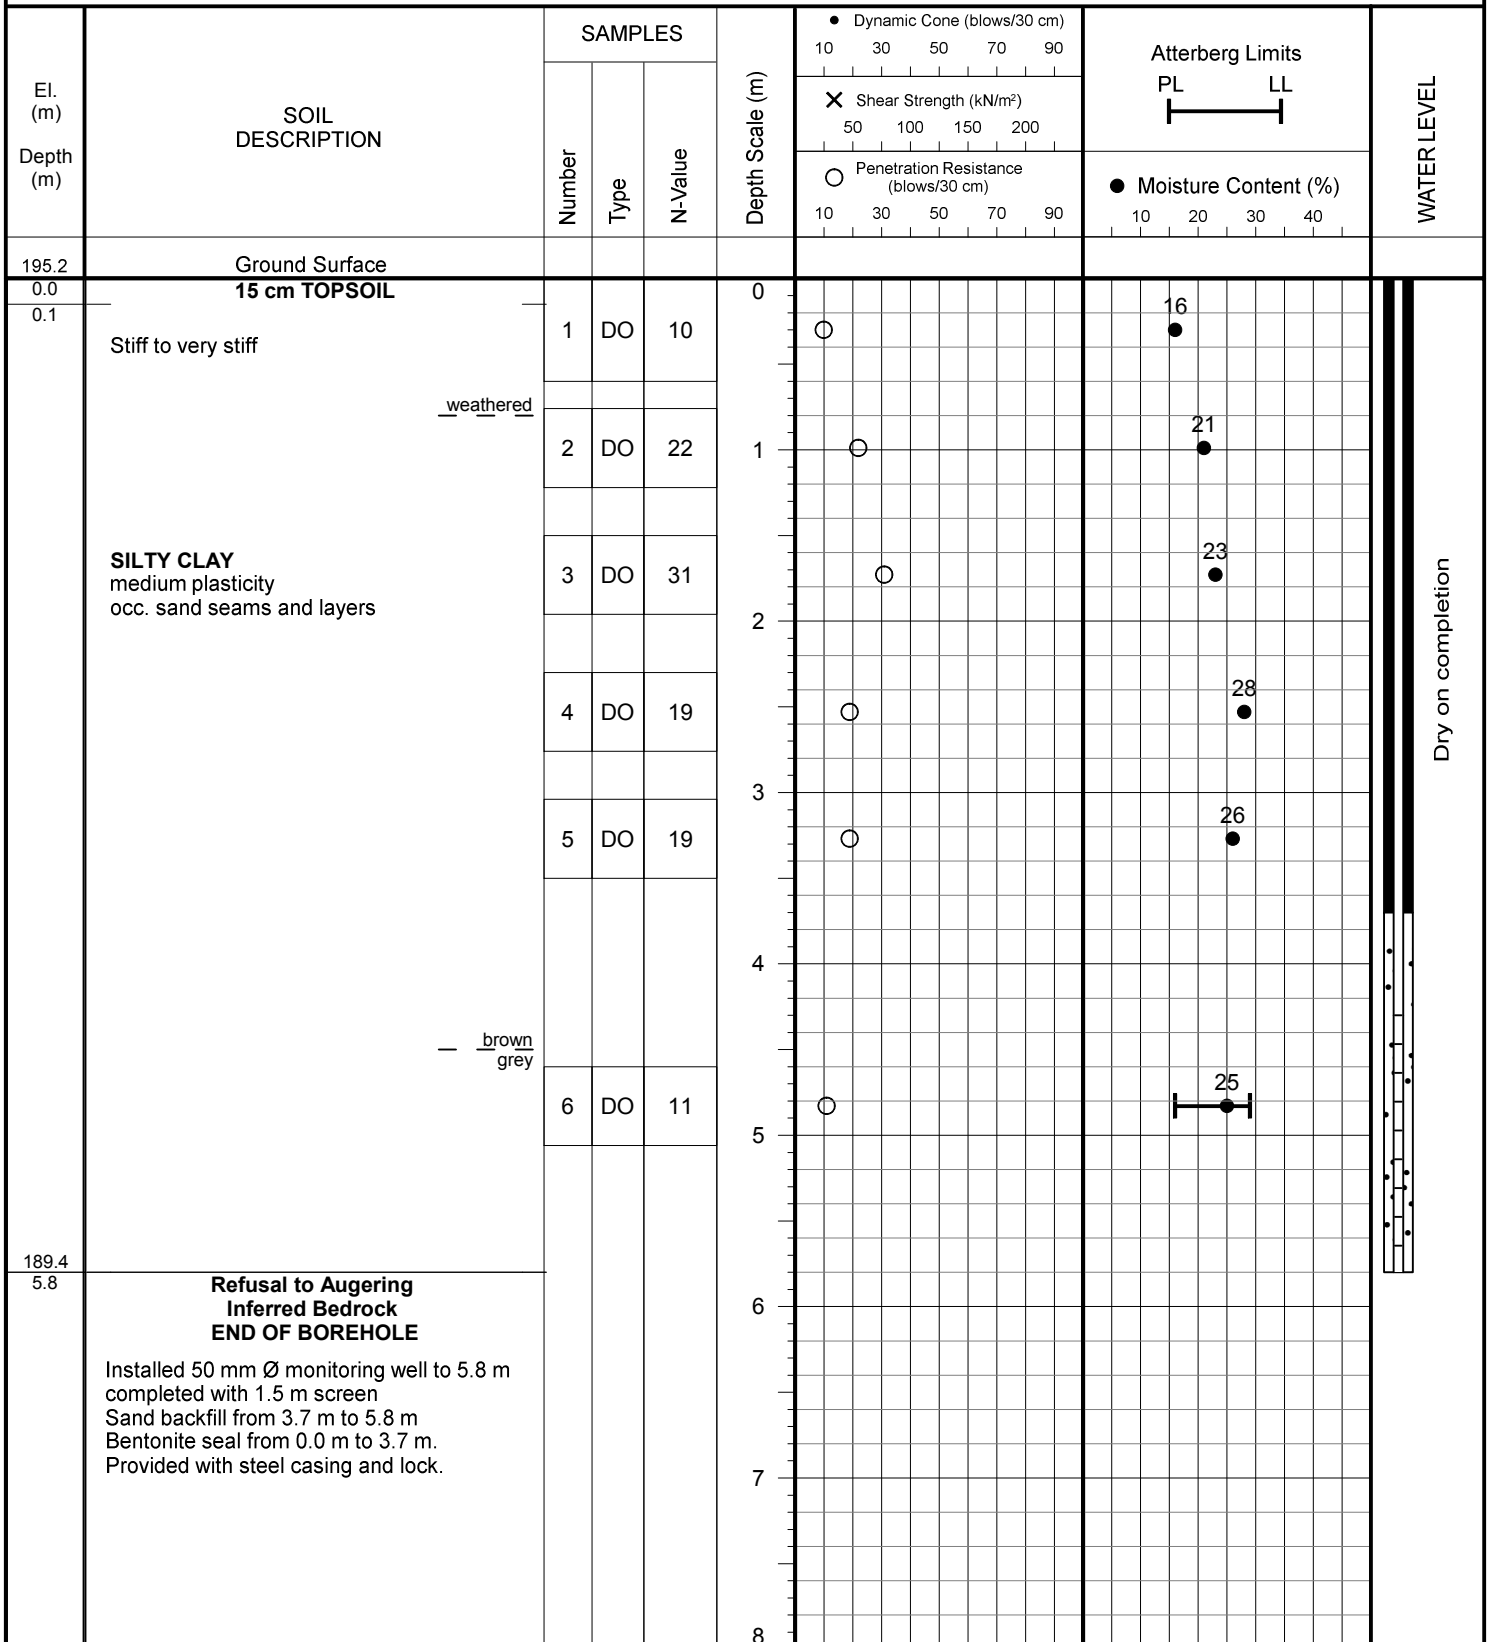 SAMPLES
Dynamic Cone (blows/30 cm)
10 30 50 70 90
Shear Strength (kN/m²)
50 100 150 200
Penetration Resistance
(blows/30 cm)
10 30 50 70 90
Atterberg Limits
PL LL
Moisture Content (%)
10 20 30 40
El.
(m)
Depth
(m)
SOIL
DESCRIPTION
Number
Type
N-Value
Depth Scale (m)
WATER LEVEL
195.2 Ground Surface
0.0 15 cm TOPSOIL 0
0.1
16
1 DO 10
Stiff to very stiff
weathered
21
2 DO 22 1
23
SILTY CLAY
3 DO 31
medium plasticity
occ. sand seams and layers
2
28
4 DO 19
Dry on completion
3
26
5 DO 19
4
brown
grey
25
6 DO 11
5
189.4
5.8
Refusal to Augering
Inferred Bedrock
6
END OF BOREHOLE
Installed 50 mm Ø monitoring well to 5.8 m
completed with 1.5 m screen
Sand backfill from 3.7 m to 5.8 m
Bentonite seal from 0.0 m to 3.7 m.
Provided with steel casing and lock.
7
8